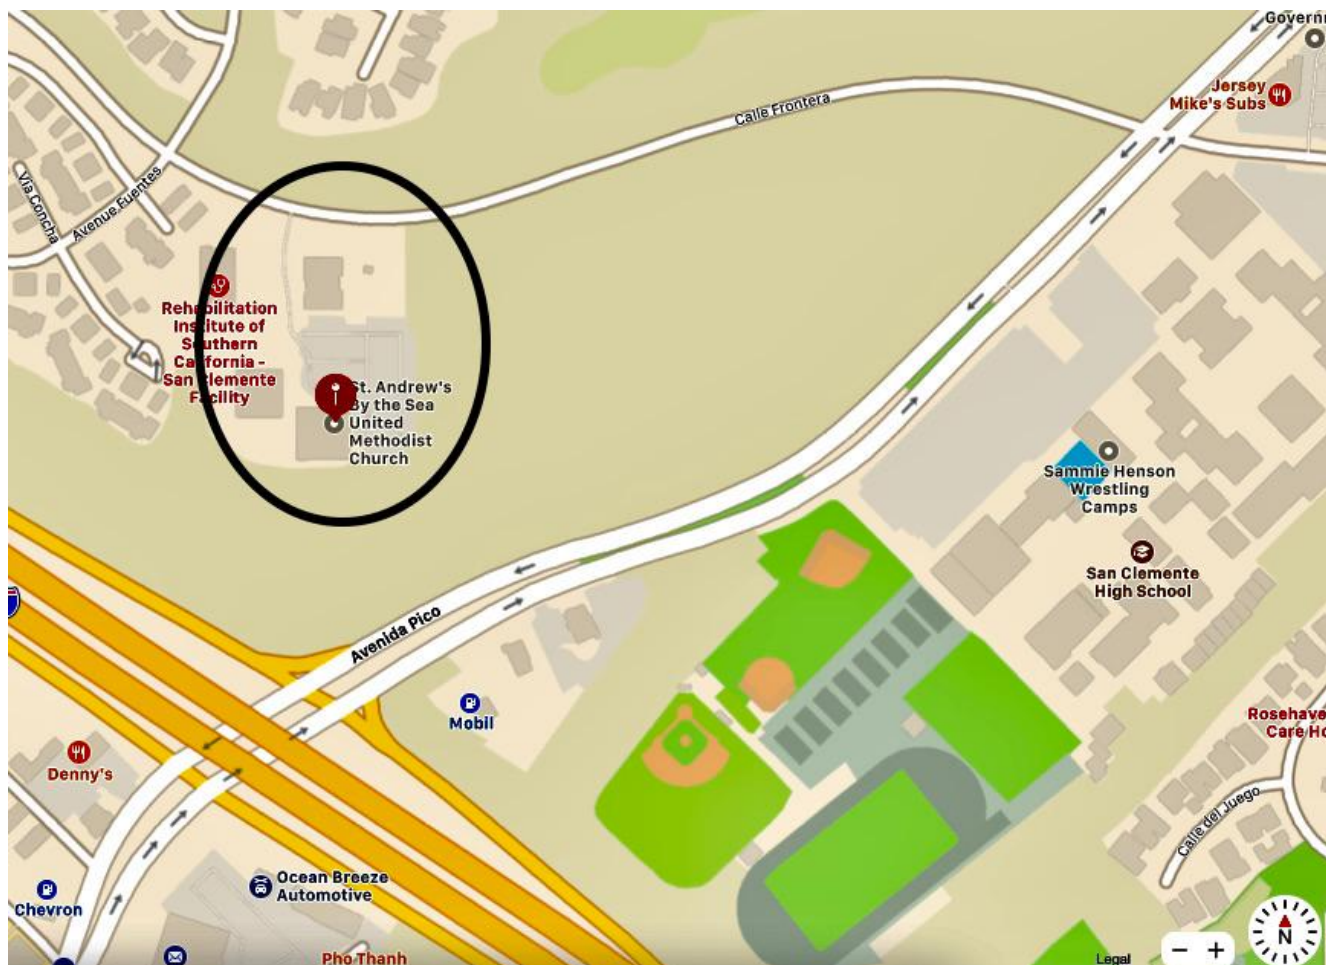 Governm
Jersey
Mike's Subs
Calle Frontera
Via Concha
Avenue Fuentes
Rehabilitation
Institute of
Southern
California -
San Clemente
Facility
St. Andrew's
By the Sea
United
Methodist
Church
Sammie Henson
Wrestling
Camps
San Clemente
High School
Avenida Pico
Mobil
Denny's
Rosehave
Care Ho
Calle del Juego
Ocean Breeze
Automotive
Chevron
Pho Thanh
Legal
N
- +